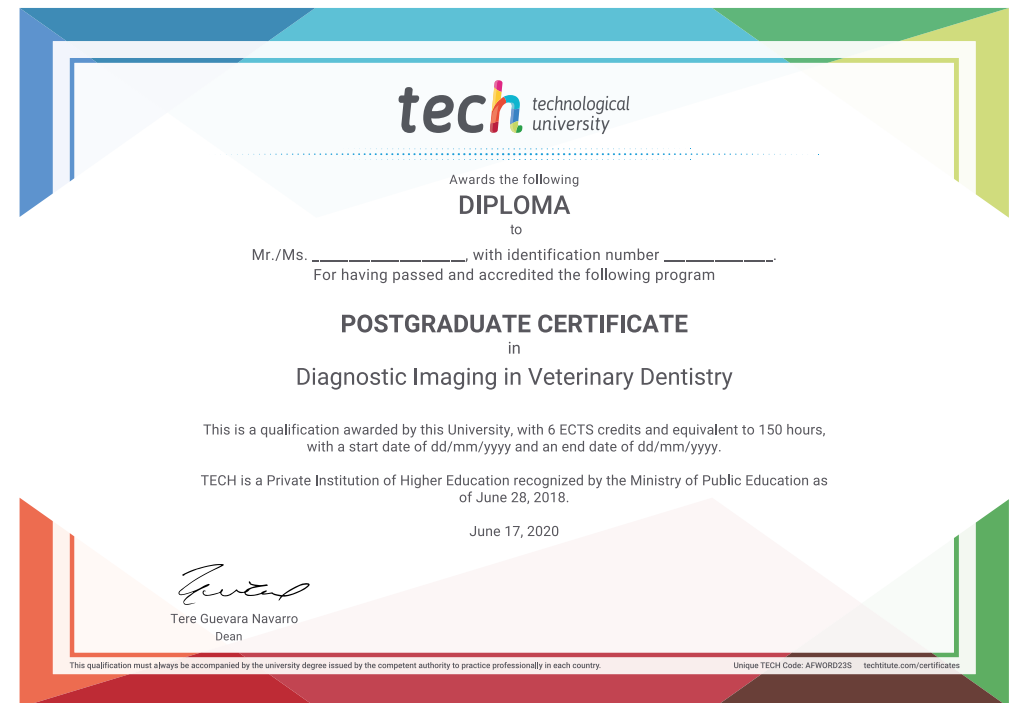 tech technological
university
Awards the following
DIPLOMA
to
Mr./Ms. _________________, with identification number ____________.
For having passed and accredited the following program
POSTGRADUATE CERTIFICATE
in
Diagnostic Imaging in Veterinary Dentistry
This is a qualification awarded by this University, with 6 ECTS credits and equivalent to 150 hours,
with a start date of dd/mm/yyyy and an end date of dd/mm/yyyy.
TECH is a Private Institution of Higher Education recognized by the Ministry of Public Education as
of June 28, 2018.
June 17, 2020
Tere Guevara Navarro
Dean
This qualification must always be accompanied by the university degree issued by the competent authority to practice professionally in each country.
Unique TECH Code: AFWORD23S techtitute.com/certificates